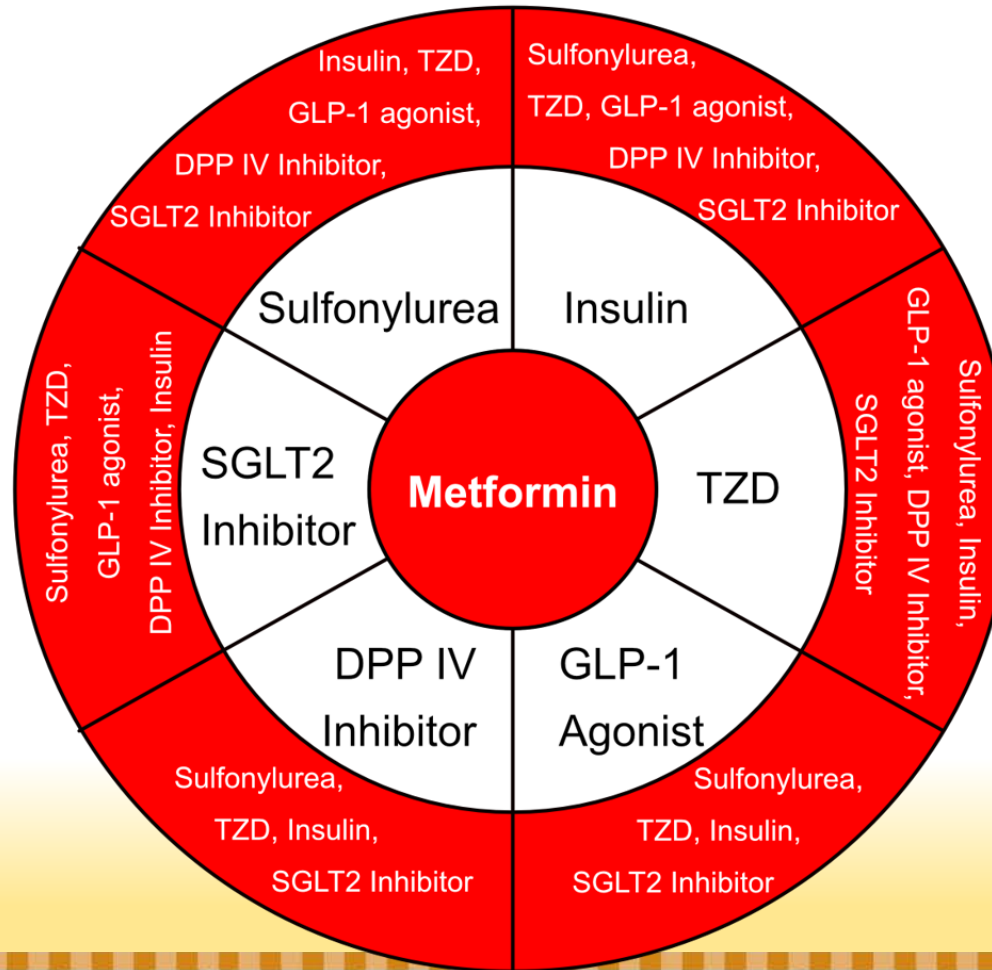 Insulin, TZD,
GLP-1 agonist,
DPP IV Inhibitor,
SGLT2 Inhibitor
Sulfonylurea,
TZD, GLP-1 agonist,
DPP IV Inhibitor,
SGLT2 Inhibitor
Sulfonylurea
Insulin
Sulfonylurea, TZD,
GLP-1 agonist,
DPP IV Inhibitor, Insulin
SGLT2
Inhibitor
Metformin
TZD
Sulfonylurea, Insulin,
GLP-1 agonist, DPP IV Inhibitor,
SGLT2 Inhibitor
DPP IV
Inhibitor
GLP-1
Agonist
Sulfonylurea,
TZD, Insulin,
SGLT2 Inhibitor
Sulfonylurea,
TZD, Insulin,
SGLT2 Inhibitor